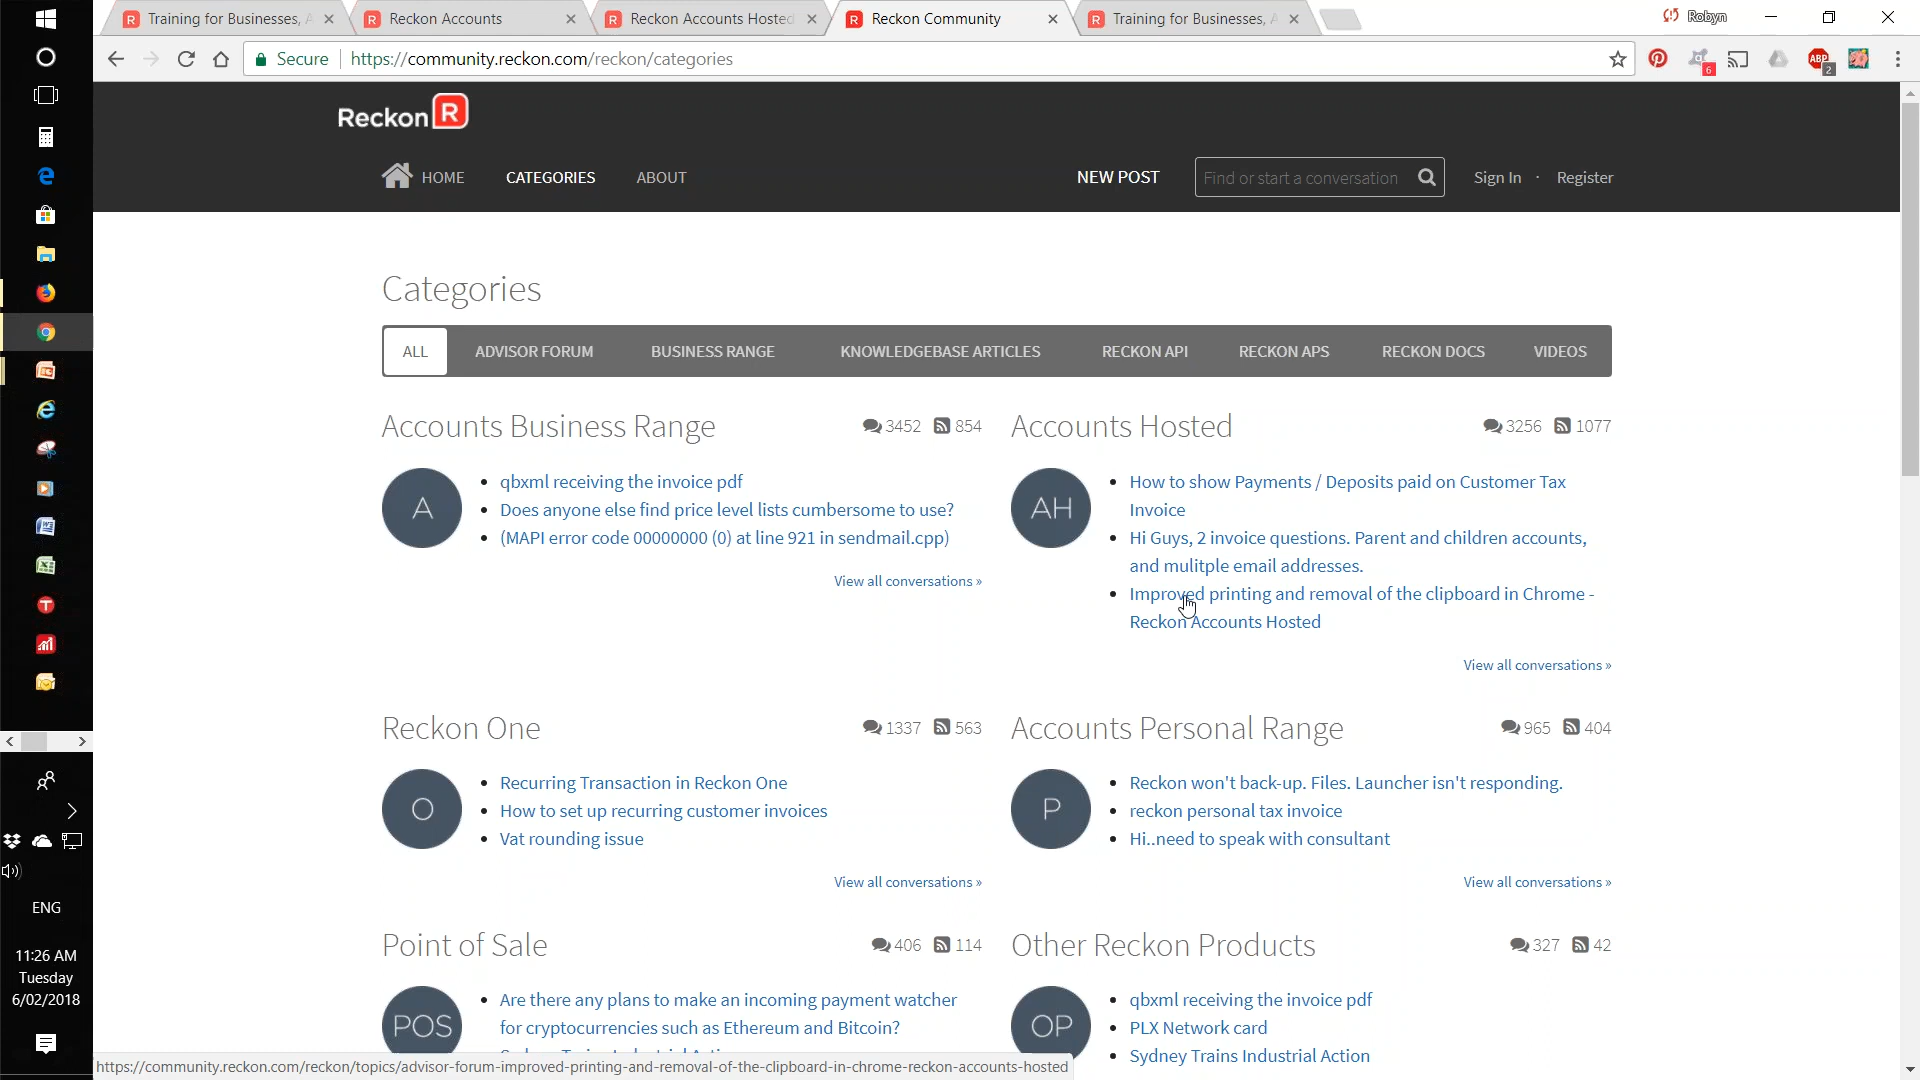 Training for Businesses, A
Reckon Accounts
Reckon Accounts Hosted
Reckon Community
Training for Businesses, A
Robyn
Secure
https://community.reckon.com/reckon/categories
6
ABP
2
Reckon R
HOME
CATEGORIES
ABOUT
NEW POST
Find or start a conversation
Sign In · Register
Categories
ALL
ADVISOR FORUM
BUSINESS RANGE
KNOWLEDGEBASE ARTICLES
RECKON API
RECKON APS
RECKON DOCS
VIDEOS
Accounts Business Range
3452 854
A
• qbxml receiving the invoice pdf
• Does anyone else find price level lists cumbersome to use?
• (MAPI error code 00000000 (0) at line 921 in sendmail.cpp)
View all conversations »
Accounts Hosted
3256 1077
AH
• How to show Payments / Deposits paid on Customer Tax
Invoice
• Hi Guys, 2 invoice questions. Parent and children accounts,
and mulitple email addresses.
• Improved printing and removal of the clipboard in Chrome -
Reckon Accounts Hosted
View all conversations »
Reckon One
1337 563
O
• Recurring Transaction in Reckon One
• How to set up recurring customer invoices
• Vat rounding issue
View all conversations »
Accounts Personal Range
965 404
P
• Reckon won't back-up. Files. Launcher isn't responding.
• reckon personal tax invoice
• Hi..need to speak with consultant
View all conversations »
Point of Sale
406 114
POS
• Are there any plans to make an incoming payment watcher
for cryptocurrencies such as Ethereum and Bitcoin?
Other Reckon Products
327 42
OP
• qbxml receiving the invoice pdf
• PLX Network card
• Sydney Trains Industrial Action
https://community.reckon.com/reckon/topics/advisor-forum-improved-printing-and-removal-of-the-clipboard-in-chrome-reckon-accounts-hosted
ENG
11:26 AM
Tuesday
6/02/2018